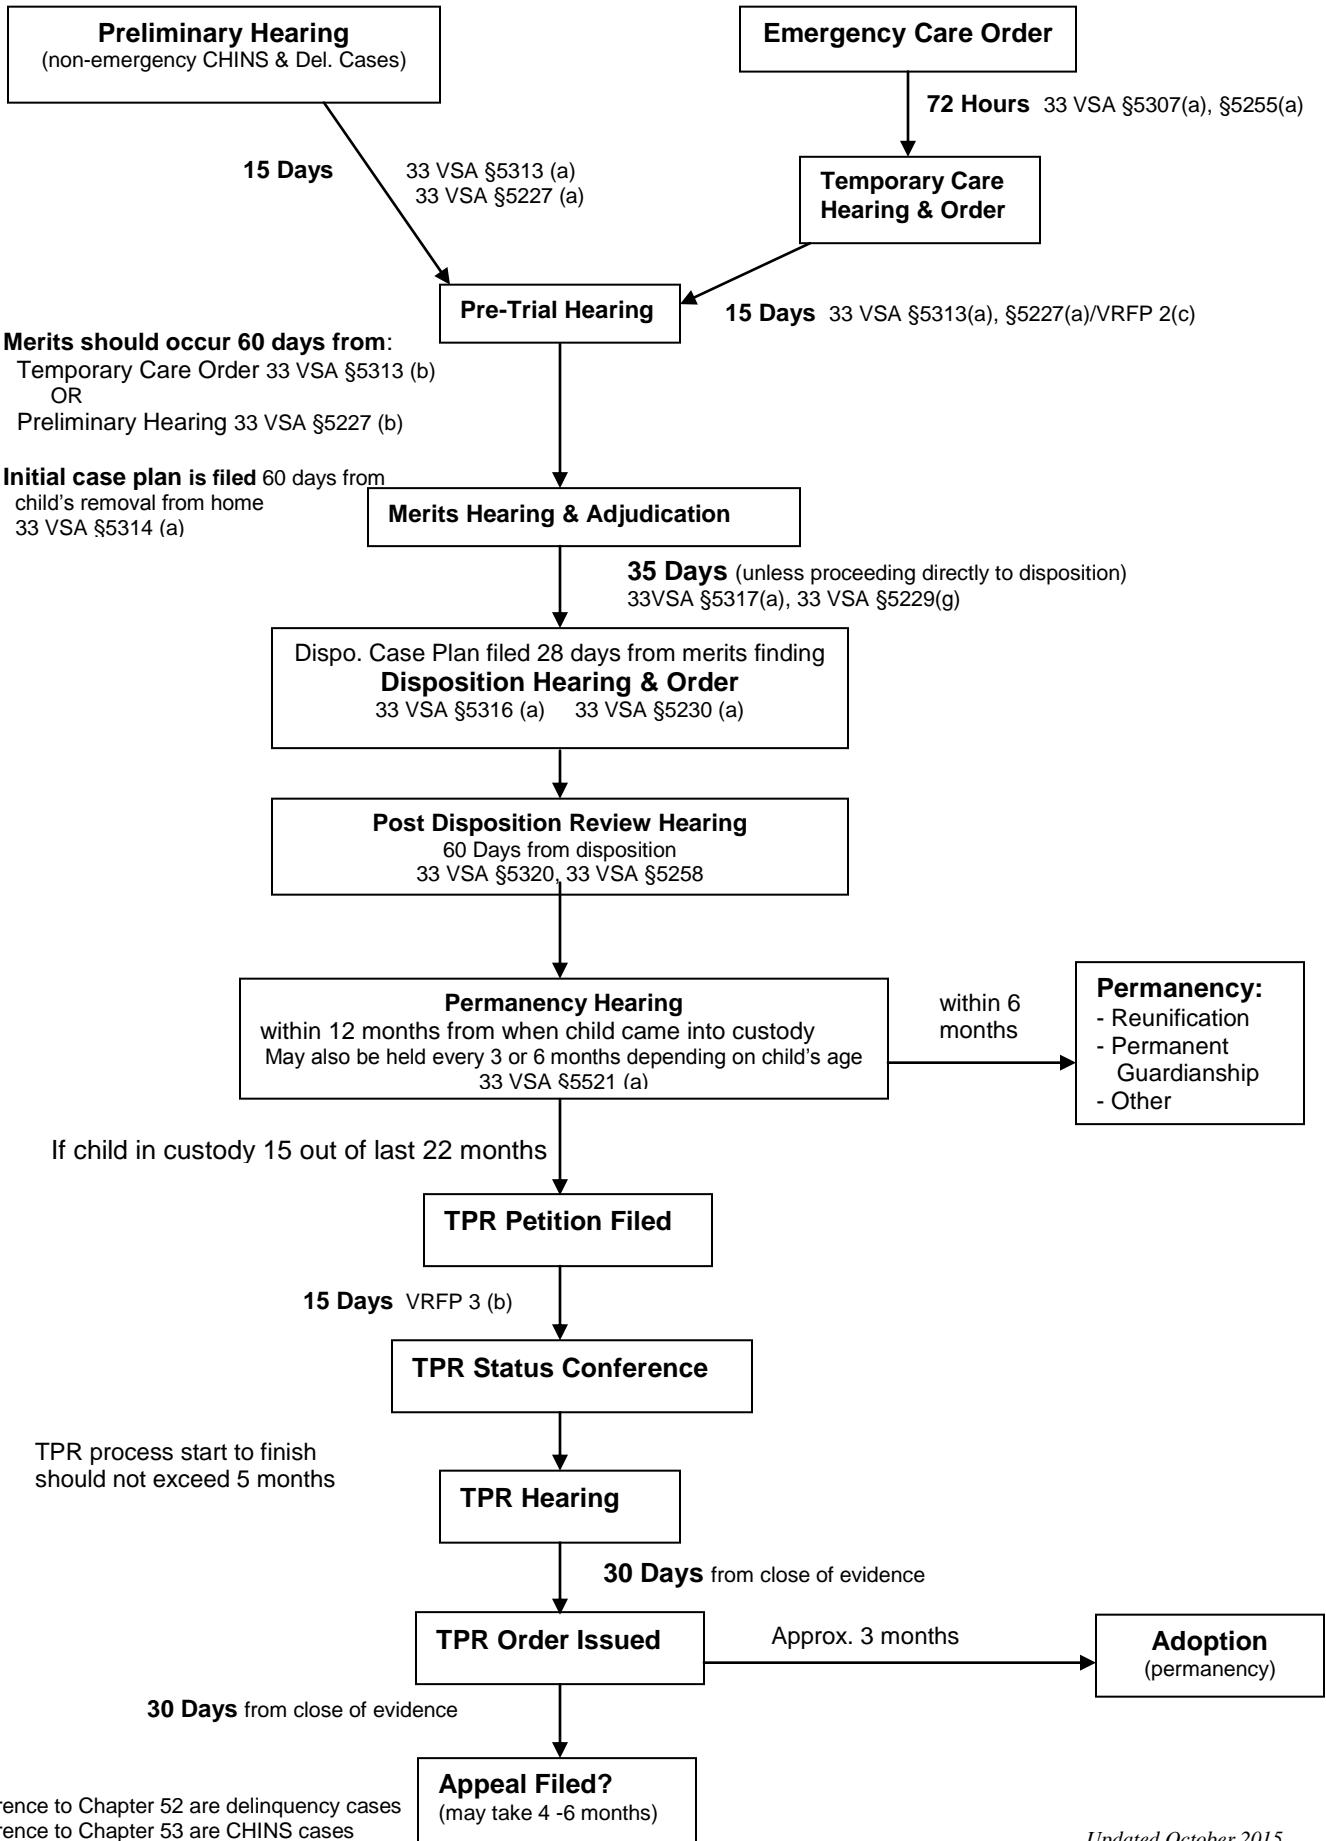 Preliminary Hearing
(non-emergency CHINS & Del. Cases)
Emergency Care Order
72 Hours 33 VSA §5307(a), §5255(a)
15 Days 33 VSA §5313 (a)
33 VSA §5227 (a)
Temporary Care
Hearing & Order
Pre-Trial Hearing
15 Days 33 VSA §5313(a), §5227(a)/VRFP 2(c)
Merits should occur 60 days from:
Temporary Care Order 33 VSA §5313 (b)
OR
Preliminary Hearing 33 VSA §5227 (b)
Initial case plan is filed 60 days from
child's removal from home
33 VSA §5314 (a)
Merits Hearing & Adjudication
35 Days (unless proceeding directly to disposition)
33VSA §5317(a), 33 VSA §5229(g)
Dispo. Case Plan filed 28 days from merits finding
Disposition Hearing & Order
33 VSA §5316 (a) 33 VSA §5230 (a)
Post Disposition Review Hearing
60 Days from disposition
33 VSA §5320, 33 VSA §5258
Permanency Hearing
within 12 months from when child came into custody
May also be held every 3 or 6 months depending on child's age
33 VSA §5521 (a)
within 6
months
Permanency:
- Reunification
- Permanent
Guardianship
- Other
If child in custody 15 out of last 22 months
TPR Petition Filed
15 Days VRFP 3 (b)
TPR Status Conference
TPR process start to finish
should not exceed 5 months
TPR Hearing
30 Days from close of evidence
TPR Order Issued
Approx. 3 months
Adoption
(permanency)
30 Days from close of evidence
Appeal Filed?
(may take 4 -6 months)
rence to Chapter 52 are delinquency cases
rence to Chapter 53 are CHINS cases
Updated October 2015